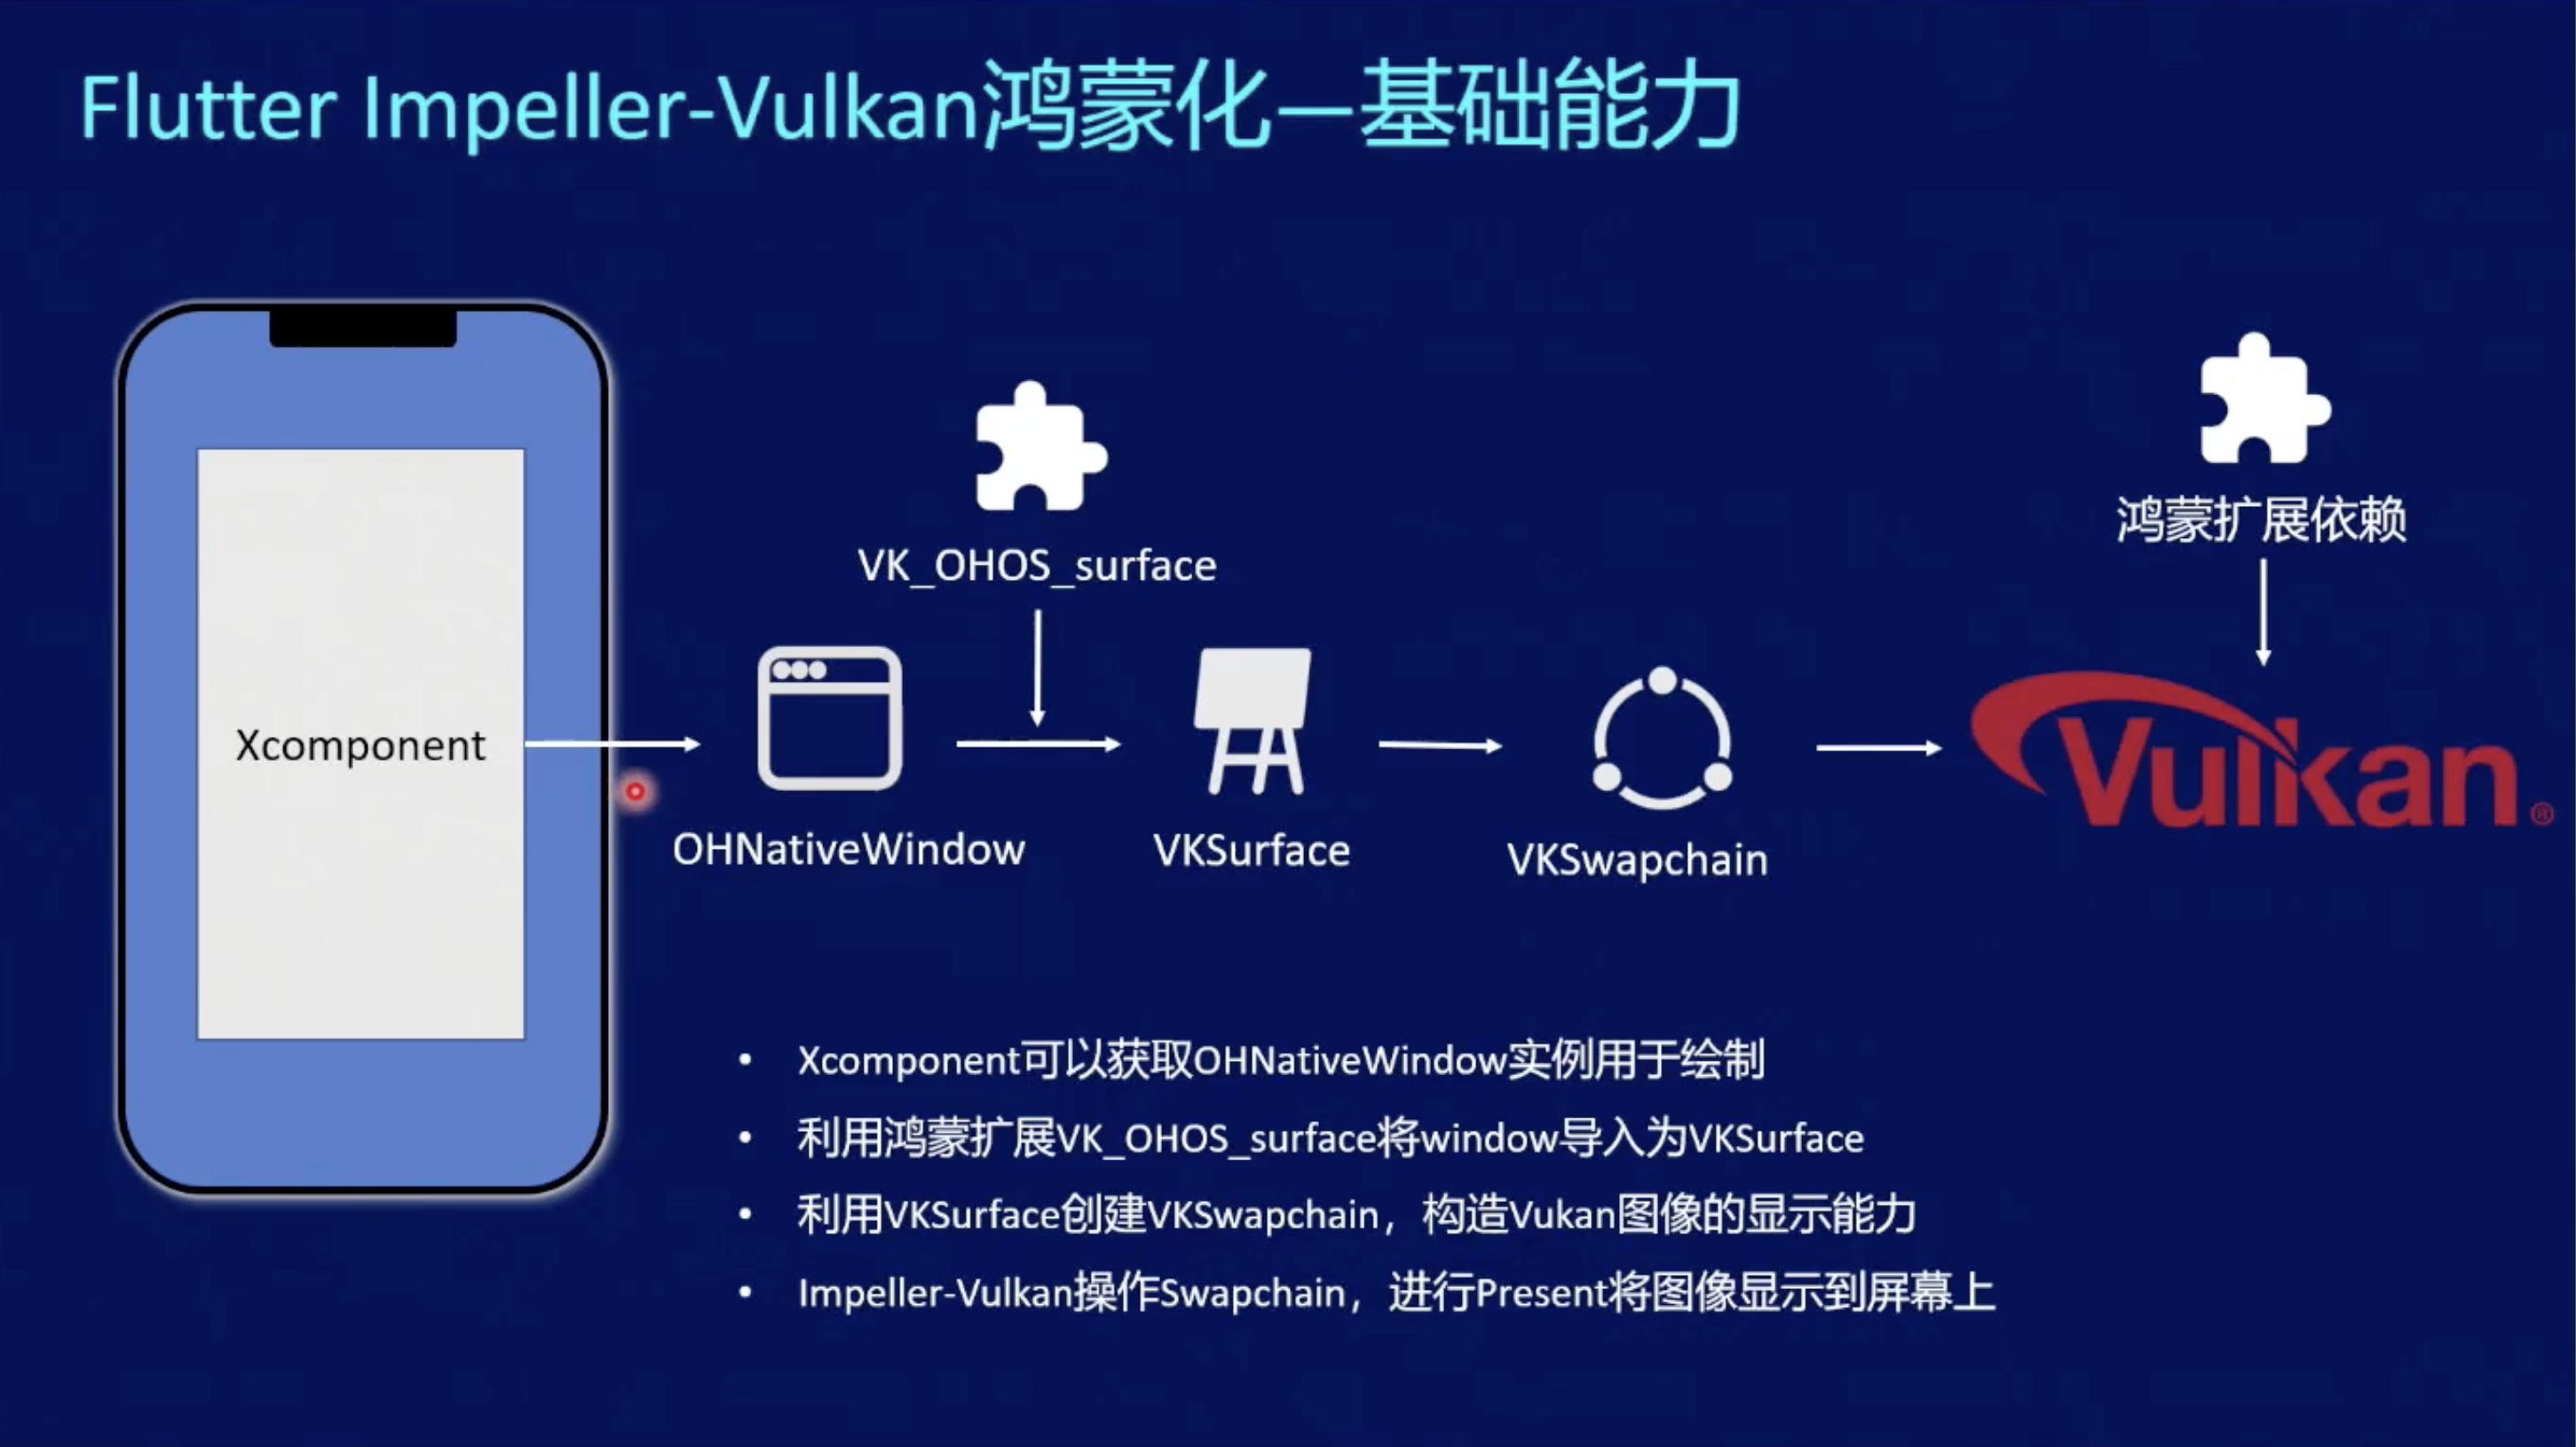 Flutter Impeller-Vulkan鸿蒙化—基础能力
鸿蒙扩展依赖
VK_OHOS_surface
Xcomponent
Vulkan®
OHNativeWindow
VKSurface
VKSwapchain
• Xcomponent可以获取OHNativeWindow实例用于绘制
• 利用鸿蒙扩展VK_OHOS_surface将window导入为VKSurface
• 利用VKSurface创建VKSwapchain，构造Vukan图像的显示能力
• Impeller-Vulkan操作Swapchain，进行Present将图像显示到屏幕上